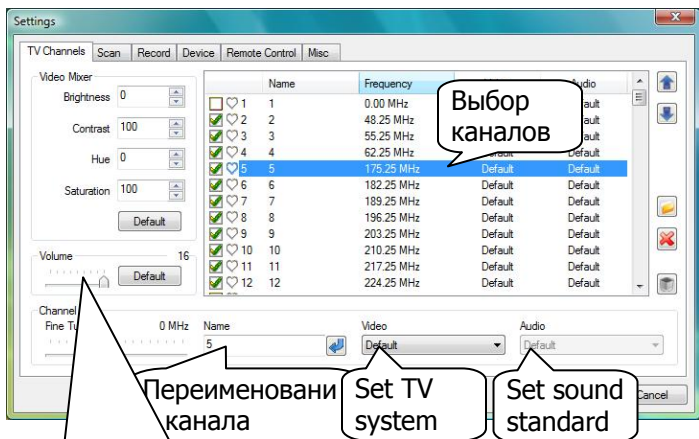 Settings
TV Channels Scan Record Device Remote Control Misc
Video Mixer
Brightness 0
Contrast 100
Hue 0
Saturation 100
Default
Volume 16
Default
Name Frequency
1 1 0.00 MHz
2 2 48.25 MHz
3 3 55.25 MHz
4 4 62.25 MHz Default
5 5 175.25 MHz Default Default
6 6 182.25 MHz Default Default
7 7 189.25 MHz Default Default
8 8 196.25 MHz Default Default
9 9 203.25 MHz Default Default
10 10 210.25 MHz Default Default
11 11 217.25 MHz Default Default
12 12 224.25 MHz Default Default
Выбор
каналов
Channel
Fine 0 MHz Name Video Audio
5 Default Default
Cancel
Переименовани
канала
Set TV
system
Set sound
standard